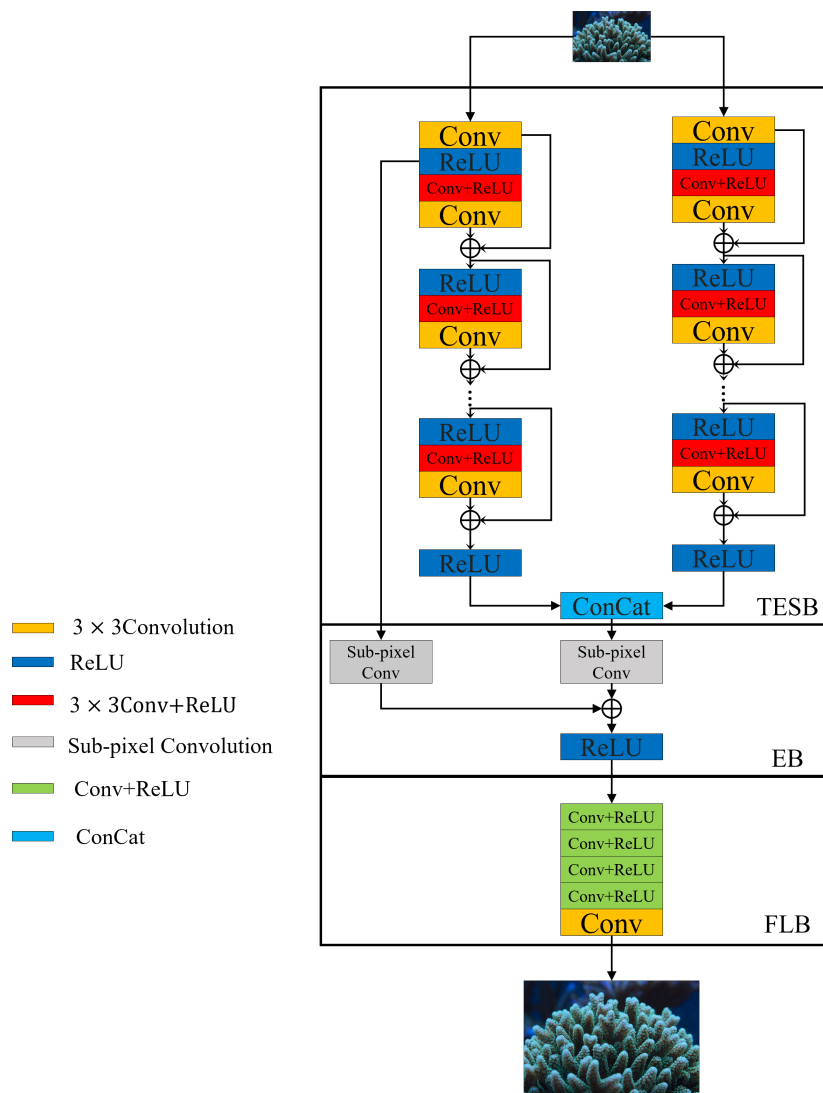 Conv
ReLU
Conv+ReLU
Conv
ReLU
Conv+ReLU
Conv
ReLU
Conv+ReLU
Conv
ReLU
Conv
ReLU
Conv+ReLU
Conv
ReLU
Conv+ReLU
Conv
ReLU
Conv+ReLU
Conv
ReLU
ConCat
TESB
Sub-pixel
Conv
Sub-pixel
Conv
ReLU
EB
Conv+ReLU
Conv+ReLU
Conv+ReLU
Conv+ReLU
Conv
FLB
3 × 3Convolution
ReLU
3 × 3Conv+ReLU
Sub-pixel Convolution
Conv+ReLU
ConCat